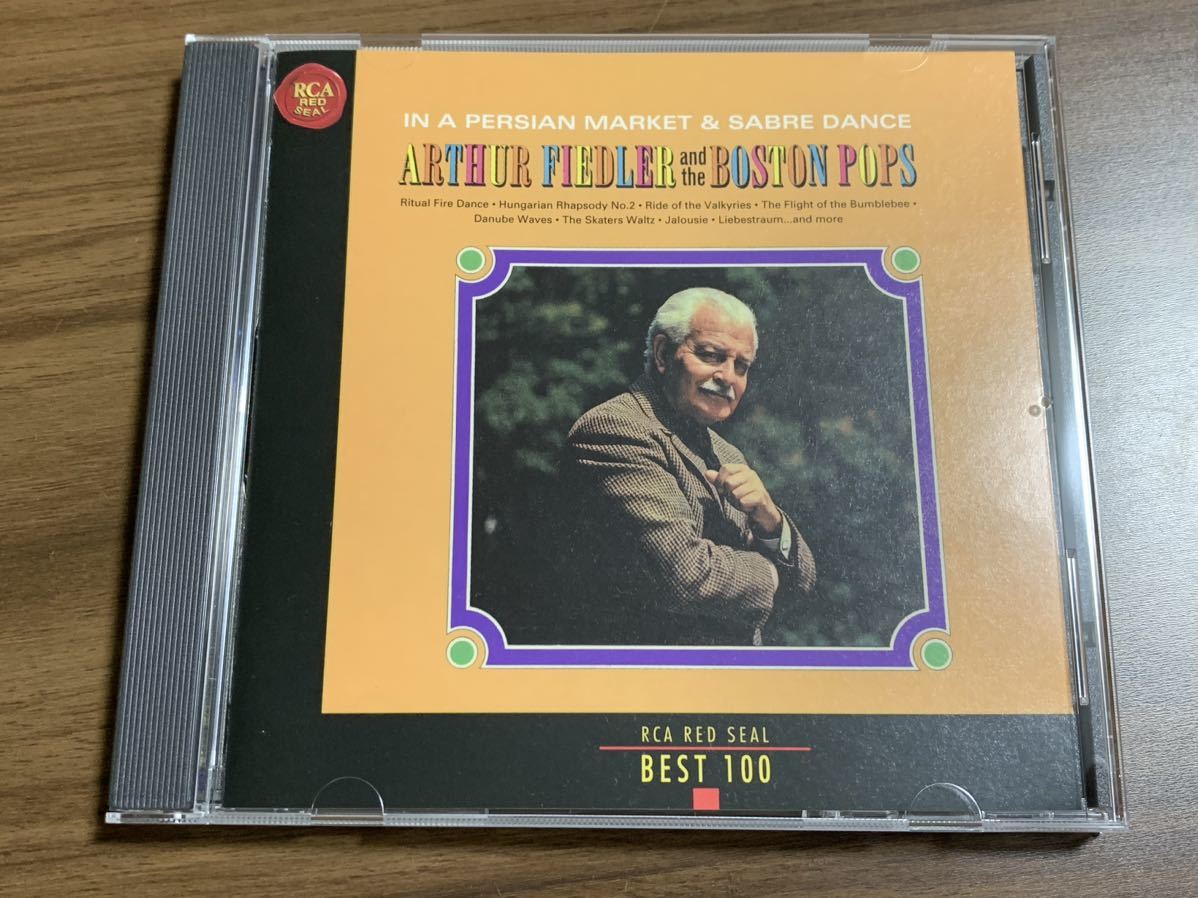 RCA
RED
SEAL
IN A PERSIAN MARKET & SABRE DANCE
ARTHUR FIEDLER and the BOSTON POPS
Ritual Fire Dance • Hungarian Rhapsody No.2 • Ride of the Valkyries • The Flight of the Bumblebee •
Danube Waves • The Skaters Waltz • Jalousie • Liebestraum...and more
RCA RED SEAL
BEST 100